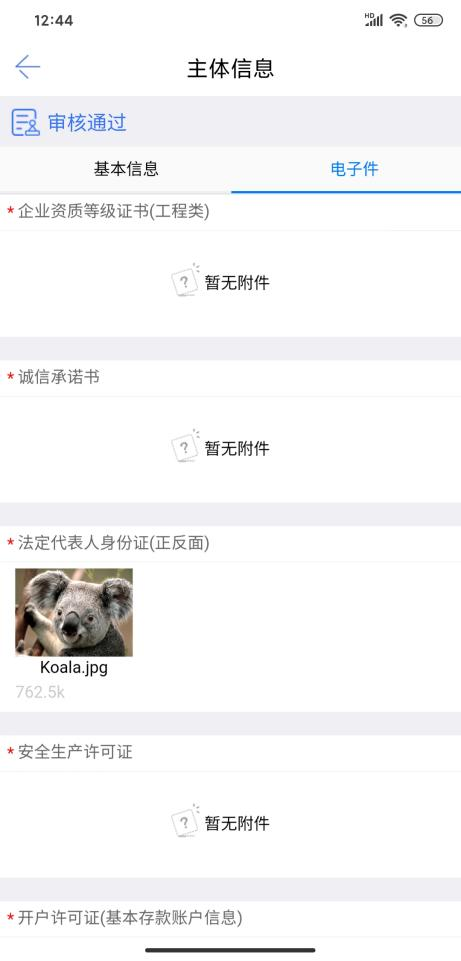 12:44
HD
56
主体信息
审核通过
基本信息
电子件
* 企业资质等级证书(工程类)
?
暂无附件
* 诚信承诺书
?
暂无附件
* 法定代表人身份证(正反面)
Koala.jpg
762.5k
* 安全生产许可证
?
暂无附件
* 开户许可证(基本存款账户信息)